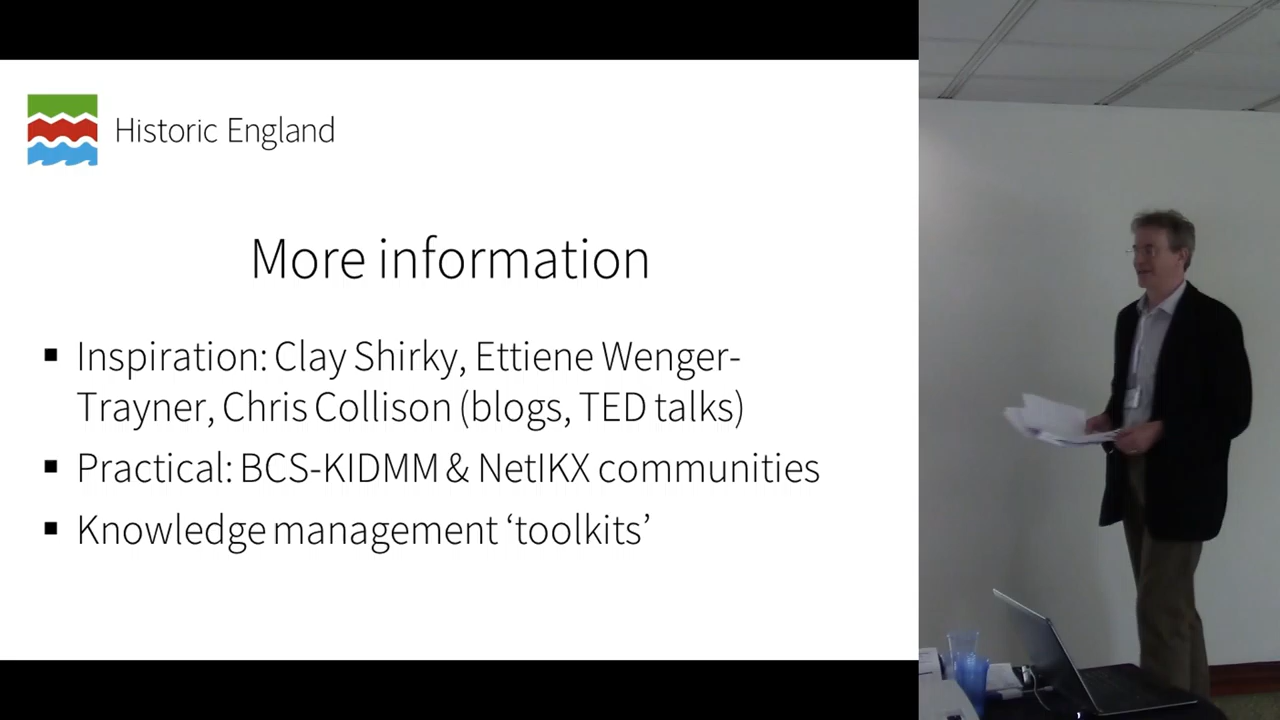 Historic England
More information
▪ Inspiration: Clay Shirky, Ettiene Wenger-
Trayner, Chris Collison (blogs, TED talks)
▪ Practical: BCS-KIDMM & NetIKX communities
▪ Knowledge management ‘toolkits’